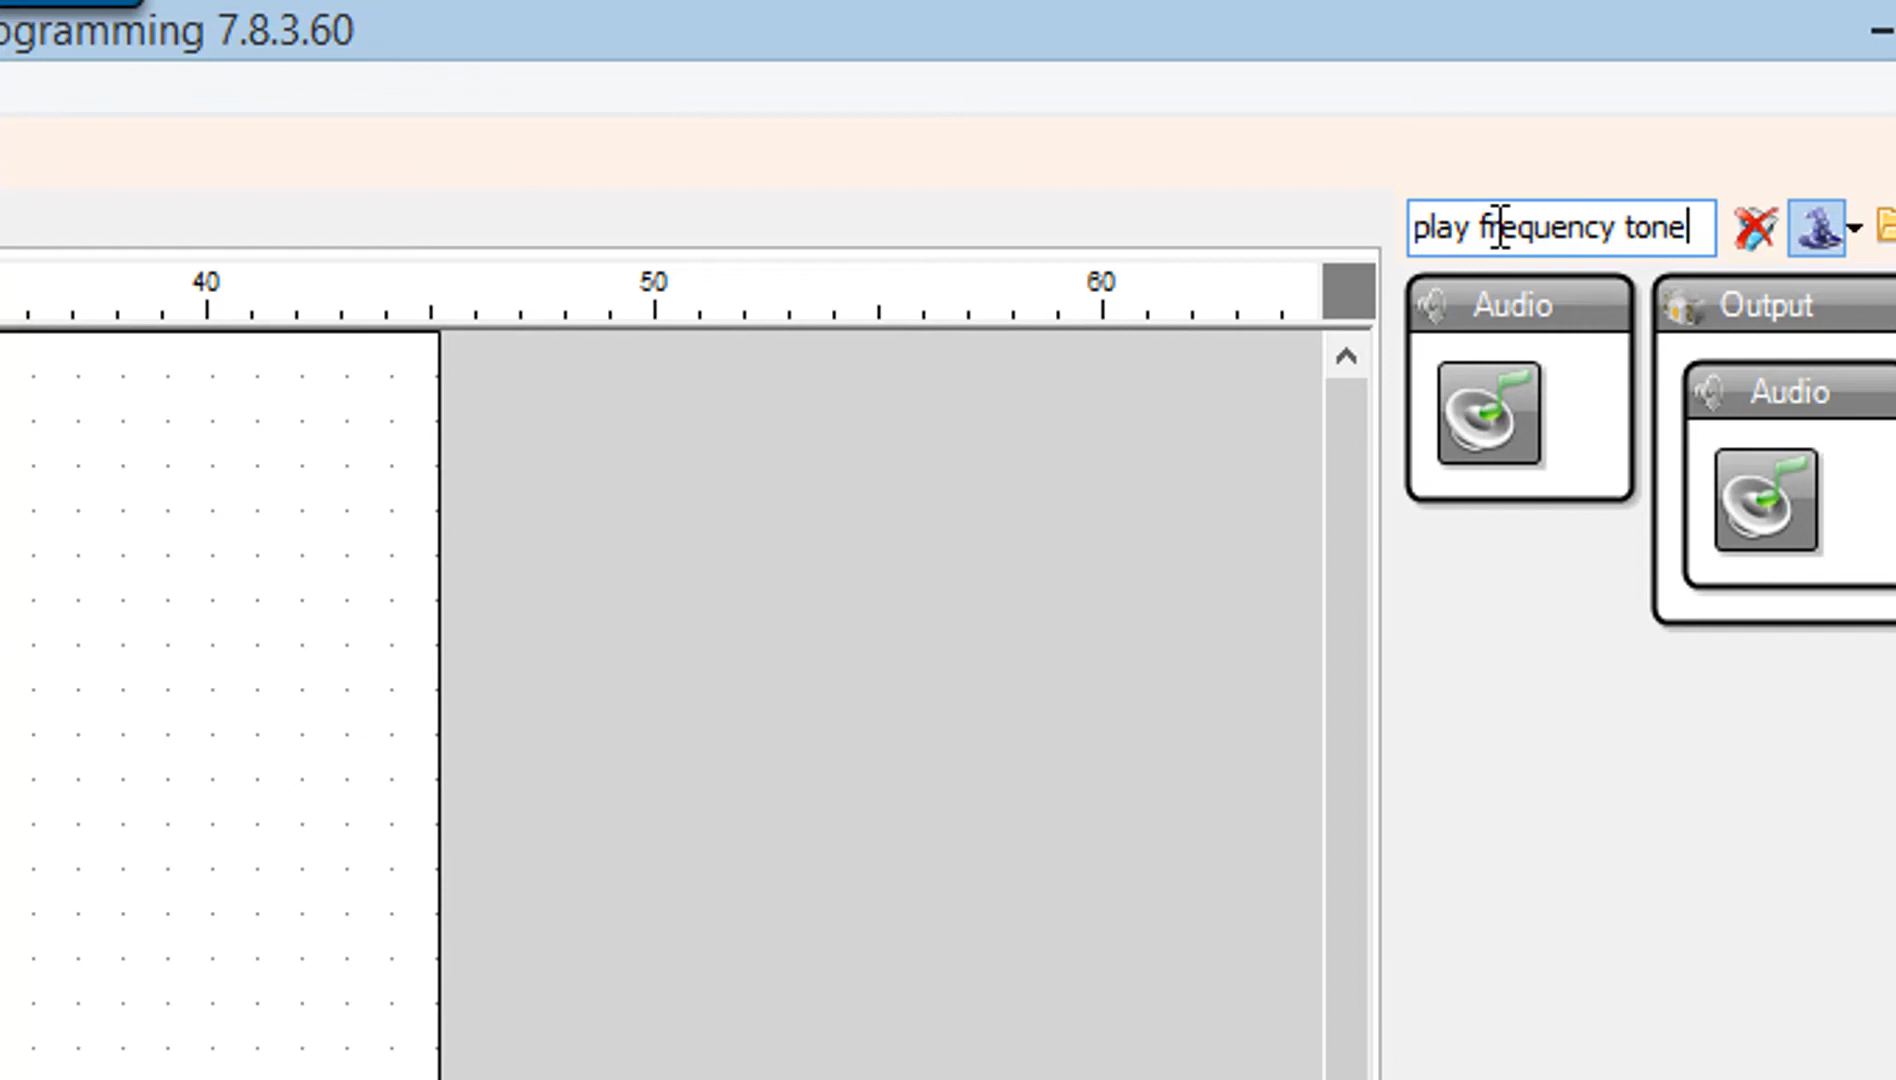 ogramming 7.8.3.60
play frequency tone
40 50 60
Audio
Output
Audio